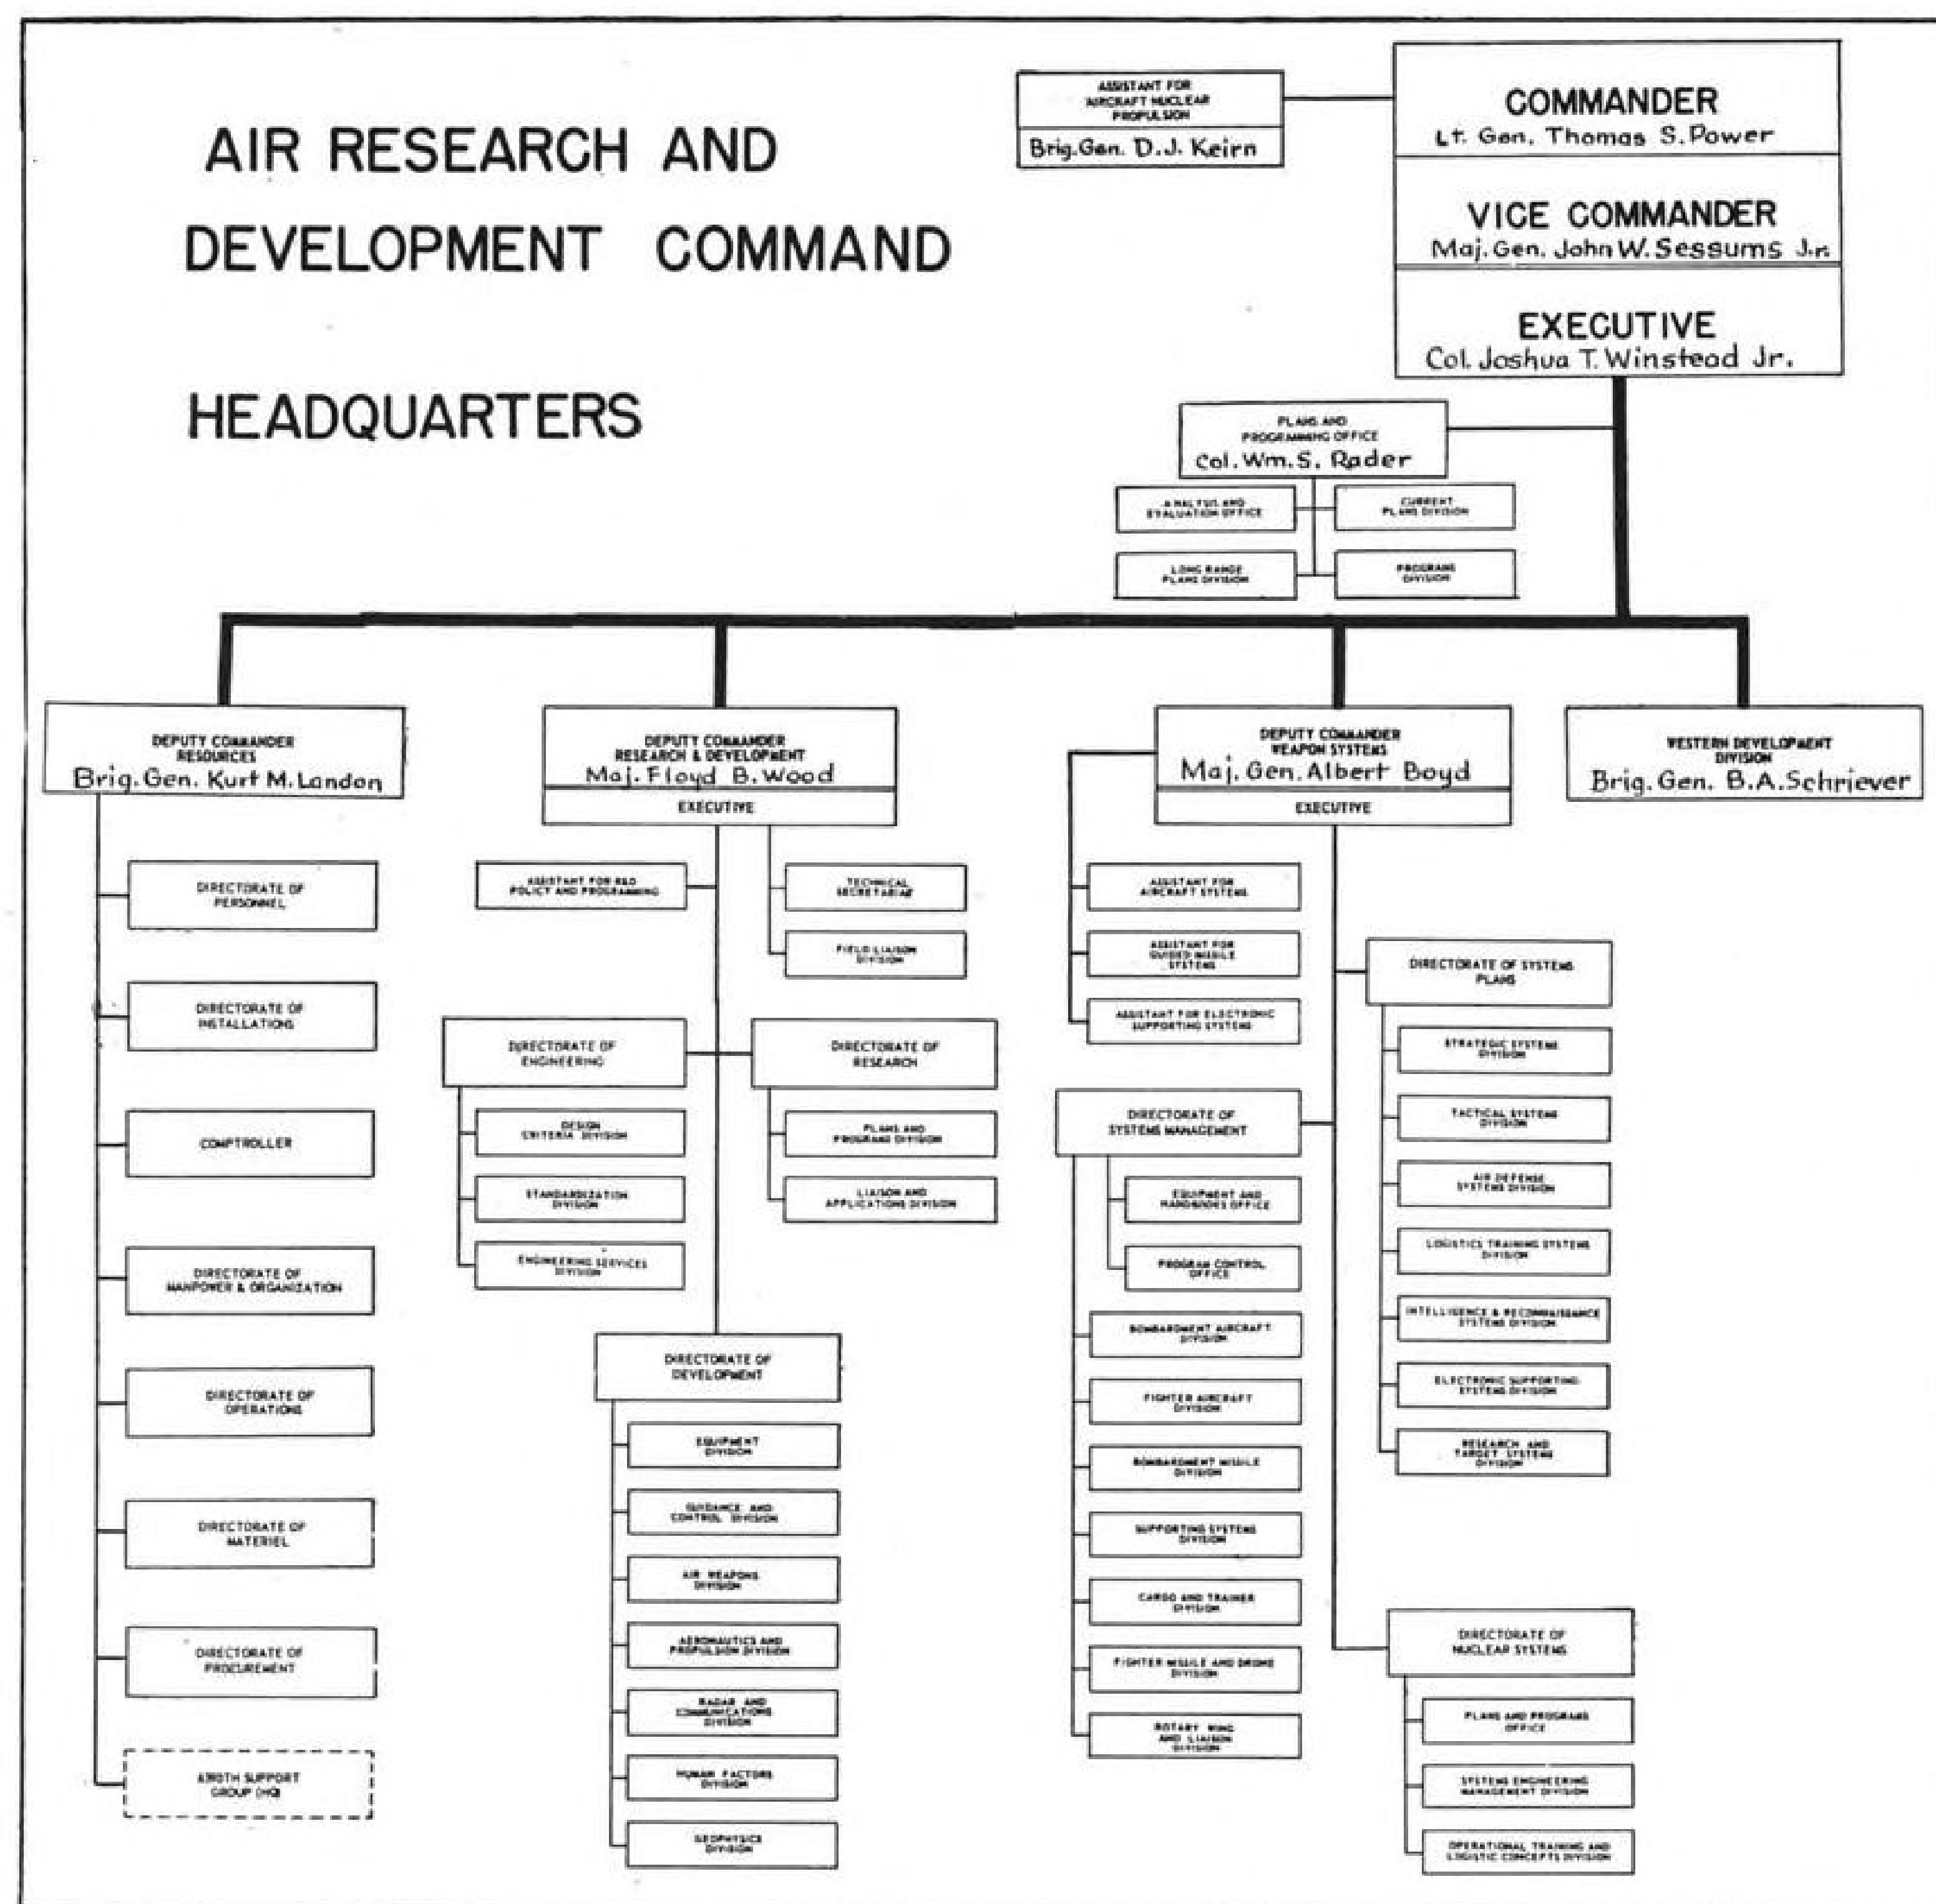 AIR RESEARCH AND
DEVELOPMENT COMMAND
HEADQUARTERS
ASSISTANT FOR
AIRCRAFT NUCLEAR
PROPULSION
Brig.Gen. D.J. Keirn
COMMANDER
Lt. Gen. Thomas S. Power
VICE COMMANDER
Maj. Gen. John W. Sessums Jr.
EXECUTIVE
Col. Joshua T. Winstead Jr.
PLANS AND
PROGRAMMING OFFICE
Col. Wm. S. Rader
ANALYSIS AND
EVALUATION OFFICE
CURRENT
PLANS DIVISION
LONG RANGE
PLANS DIVISION
PROGRAMS
DIVISION
DEPUTY COMMANDER
RESOURCES
Brig. Gen. Kurt M. Landon
DIRECTORATE OF
PERSONNEL
DIRECTORATE OF
INSTALLATIONS
COMPTROLLER
DIRECTORATE OF
MANPOWER & ORGANIZATION
DIRECTORATE OF
OPERATIONS
DIRECTORATE OF
MATERIEL
DIRECTORATE OF
PROCUREMENT
SUPPORT
GROUP (HQ)
DEPUTY COMMANDER
RESEARCH & DEVELOPMENT
Maj. Floyd B. Wood
EXECUTIVE
ASSISTANT FOR R&D
POLICY AND PROGRAMMING
TECHNICAL
SECRETARIAT
FIELD LIAISON
DIVISION
DIRECTORATE OF
ENGINEERING
DESIGN
CRITERIA DIVISION
STANDARDIZATION
DIVISION
ENGINEERING SERVICES
DIVISION
DIRECTORATE OF
RESEARCH
PLANS AND
PROGRAMS DIVISION
LIAISON AND
APPLICATIONS DIVISION
DIRECTORATE OF
DEVELOPMENT
EQUIPMENT
DIVISION
GUIDANCE AND
CONTROL DIVISION
AIR WEAPONS
DIVISION
AERONAUTICS AND
PROPULSION DIVISION
RADAR AND
COMMUNICATIONS
DIVISION
HUMAN FACTORS
DIVISION
GEOPHYSICS
DIVISION
DEPUTY COMMANDER
WEAPON SYSTEMS
Maj. Gen. Albert Boyd
EXECUTIVE
ASSISTANT FOR
AIRCRAFT SYSTEMS
ASSISTANT FOR
GUIDED MISSILE
SYSTEMS
ASSISTANT FOR ELECTRONIC
SUPPORTING SYSTEMS
DIRECTORATE OF
SYSTEMS MANAGEMENT
EQUIPMENT AND
HANDBOOKS OFFICE
PROGRAM CONTROL
OFFICE
BOMBARDMENT AIRCRAFT
DIVISION
FIGHTER AIRCRAFT
DIVISION
BOMBARDMENT MISSILE
DIVISION
SUPPORTING SYSTEMS
DIVISION
CARGO AND TRAINER
DIVISION
FIGHTER MISSILE AND DRONE
DIVISION
ROTARY WING
AND LIAISON
DIVISION
DIRECTORATE OF SYSTEMS
PLANS
STRATEGIC SYSTEMS
DIVISION
TACTICAL SYSTEMS
DIVISION
AIR DEFENSE
SYSTEMS DIVISION
LOGISTICS TRAINING SYSTEMS
DIVISION
INTELLIGENCE & RECONNAISSANCE
SYSTEMS DIVISION
ELECTRONIC SUPPORTING
SYSTEMS DIVISION
RESEARCH AND
TARGET SYSTEMS
DIVISION
DIRECTORATE OF
NUCLEAR SYSTEMS
PLANS AND PROGRAMS
OFFICE
SYSTEMS ENGINEERING
MANAGEMENT DIVISION
OPERATIONAL TRAINING AND
LOGISTIC CONCEPTS DIVISION
WESTERN DEVELOPMENT
DIVISION
Brig. Gen. B.A. Schriever